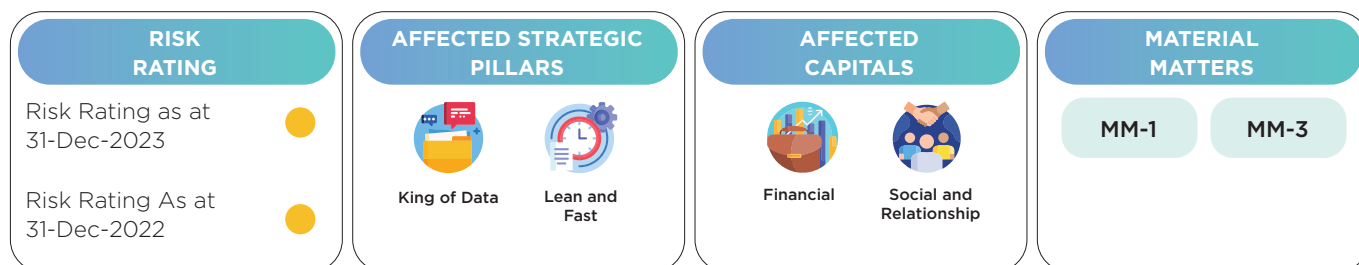 RISK
RATING
Risk Rating as at
31-Dec-2023
Risk Rating As at
31-Dec-2022
AFFECTED STRATEGIC
PILLARS
King of Data
Lean and
Fast
AFFECTED
CAPITALS
Financial
Social and
Relationship
MATERIAL
MATTERS
MM-1
MM-3